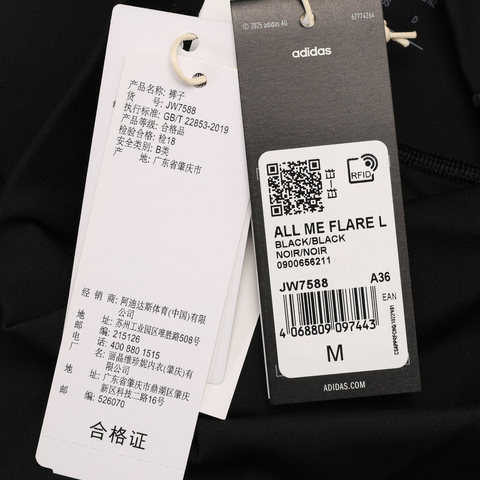 产品名称: 裤子
货 号: JW7588
执行标准: GB/T 22853-2019
产品等级: 合格品
检验合格: 检18
安全类别: B类
产 地: 广东省肇庆市
经 销 商: 阿迪达斯体育(中国)有限
公司
地 址: 苏州工业园区唯胜路508号
邮 编: 215126
电 话: 400 880 1515
厂 名: 丽晶维珍妮内衣(肇庆)有
限公司
地 址: 广东省肇庆市鼎湖区肇庆
新区科技二路16号
邮 编: 526070
合格证
© 2025 adidas AG
62774264
adidas
RFID
ALL ME FLARE L
BLACK/BLACK
NOIR/NOIR
0900656211
JW7588
A36
EAN
4 068809 097443
M
ADIDAS.COM